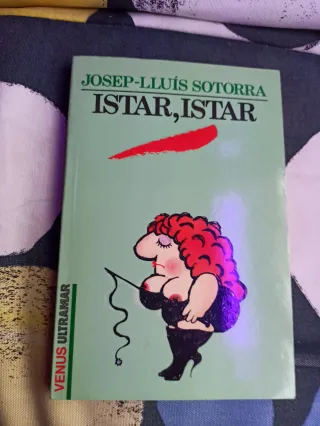 JOSEP-LLUÍS SOTORRA
ISTAR, ISTAR
VENUS ULTRAMAR